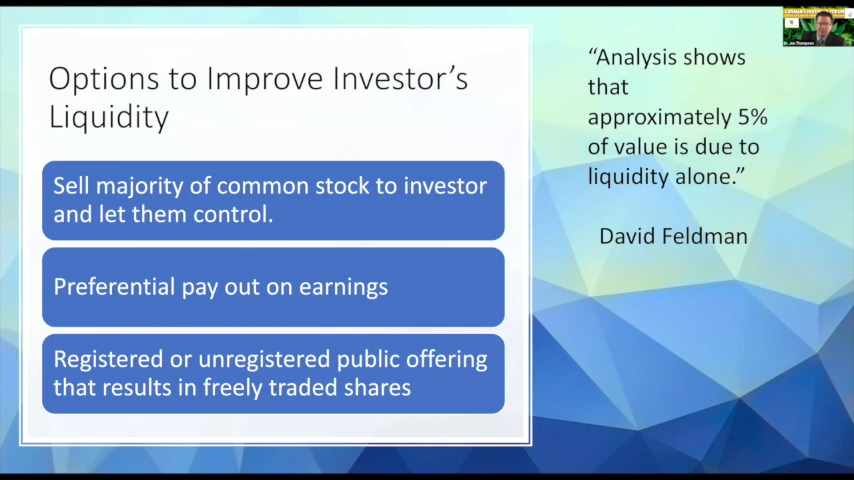 Options to Improve Investor’s
Liquidity
Sell majority of common stock to investor
and let them control.
Preferential pay out on earnings
Registered or unregistered public offering
that results in freely traded shares
“Analysis shows
that
approximately 5%
of value is due to
liquidity alone.”
David Feldman